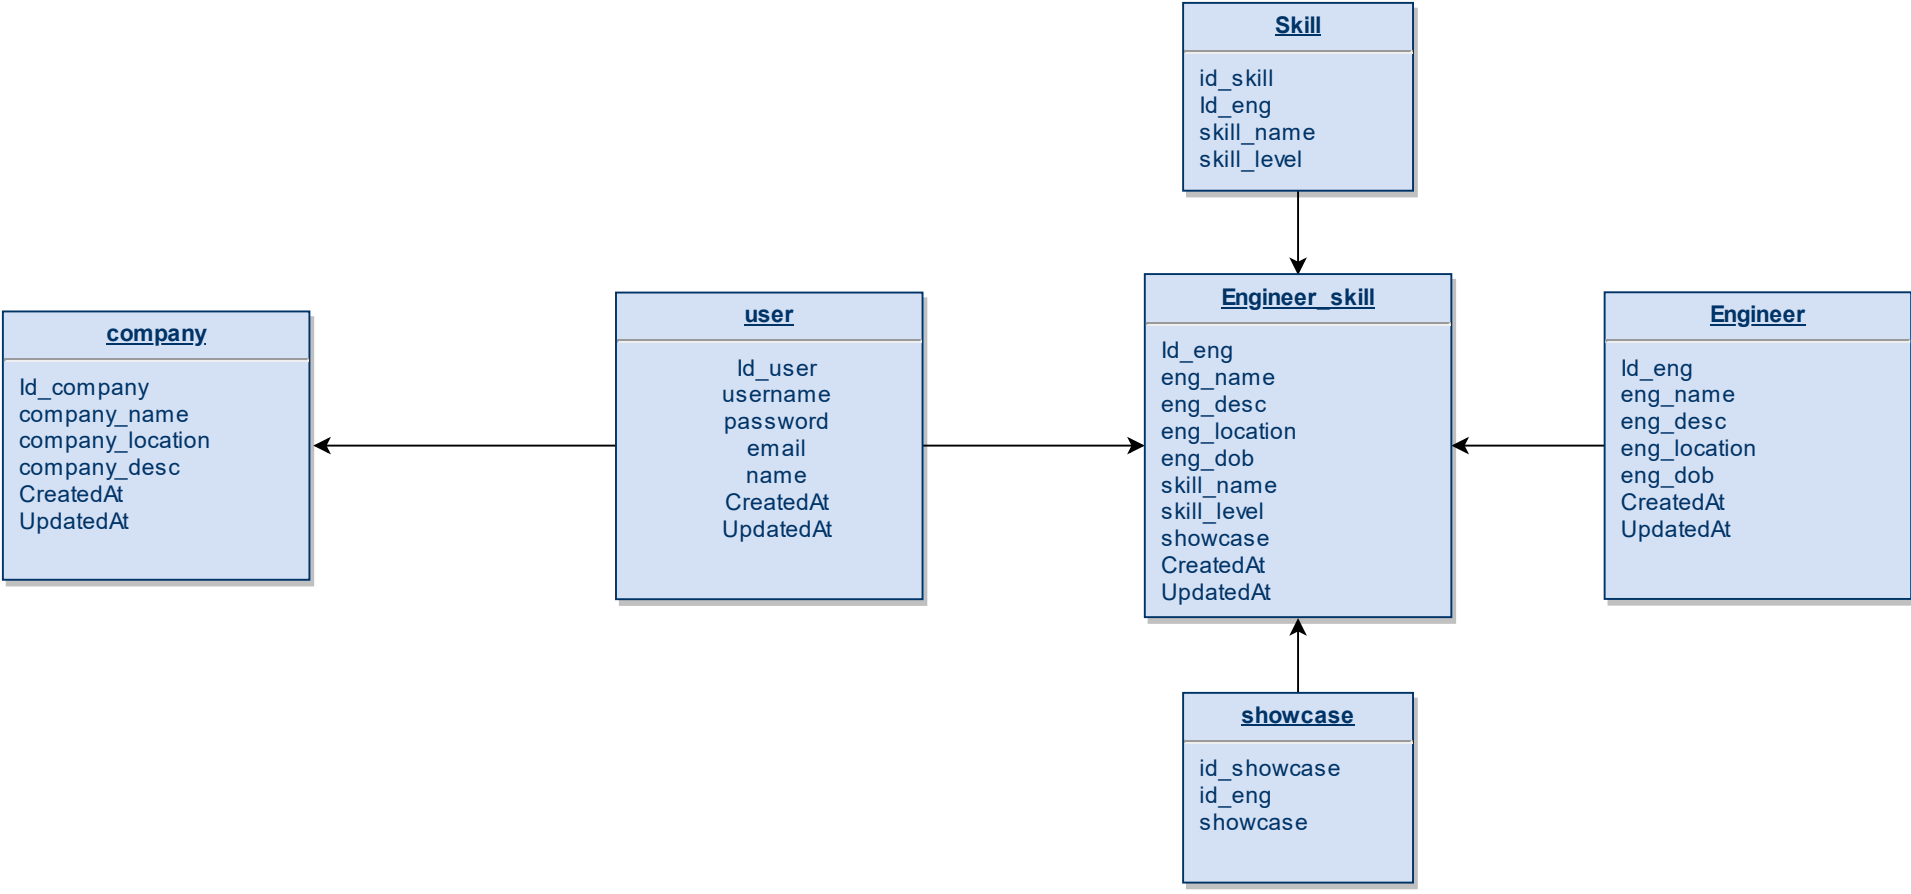 Skill
id_skill
Id_eng
skill_name
skill_level
company
Id_company
company_name
company_location
company_desc
CreatedAt
UpdatedAt
user
Id_user
username
password
email
name
CreatedAt
UpdatedAt
Engineer_skill
Id_eng
eng_name
eng_desc
eng_location
eng_dob
skill_name
skill_level
showcase
CreatedAt
UpdatedAt
Engineer
Id_eng
eng_name
eng_desc
eng_location
eng_dob
CreatedAt
UpdatedAt
showcase
id_showcase
id_eng
showcase